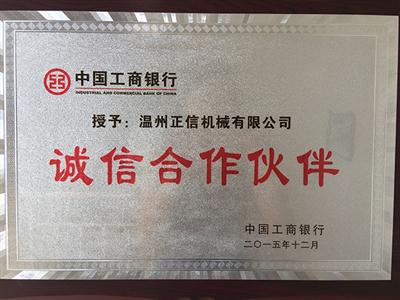 中国工商银行
INDUSTRIAL AND COMMERCIAL BANK OF CHINA
授予：温州正信机械有限公司
诚信合作伙伴
中国工商银行
二〇一五年十二月